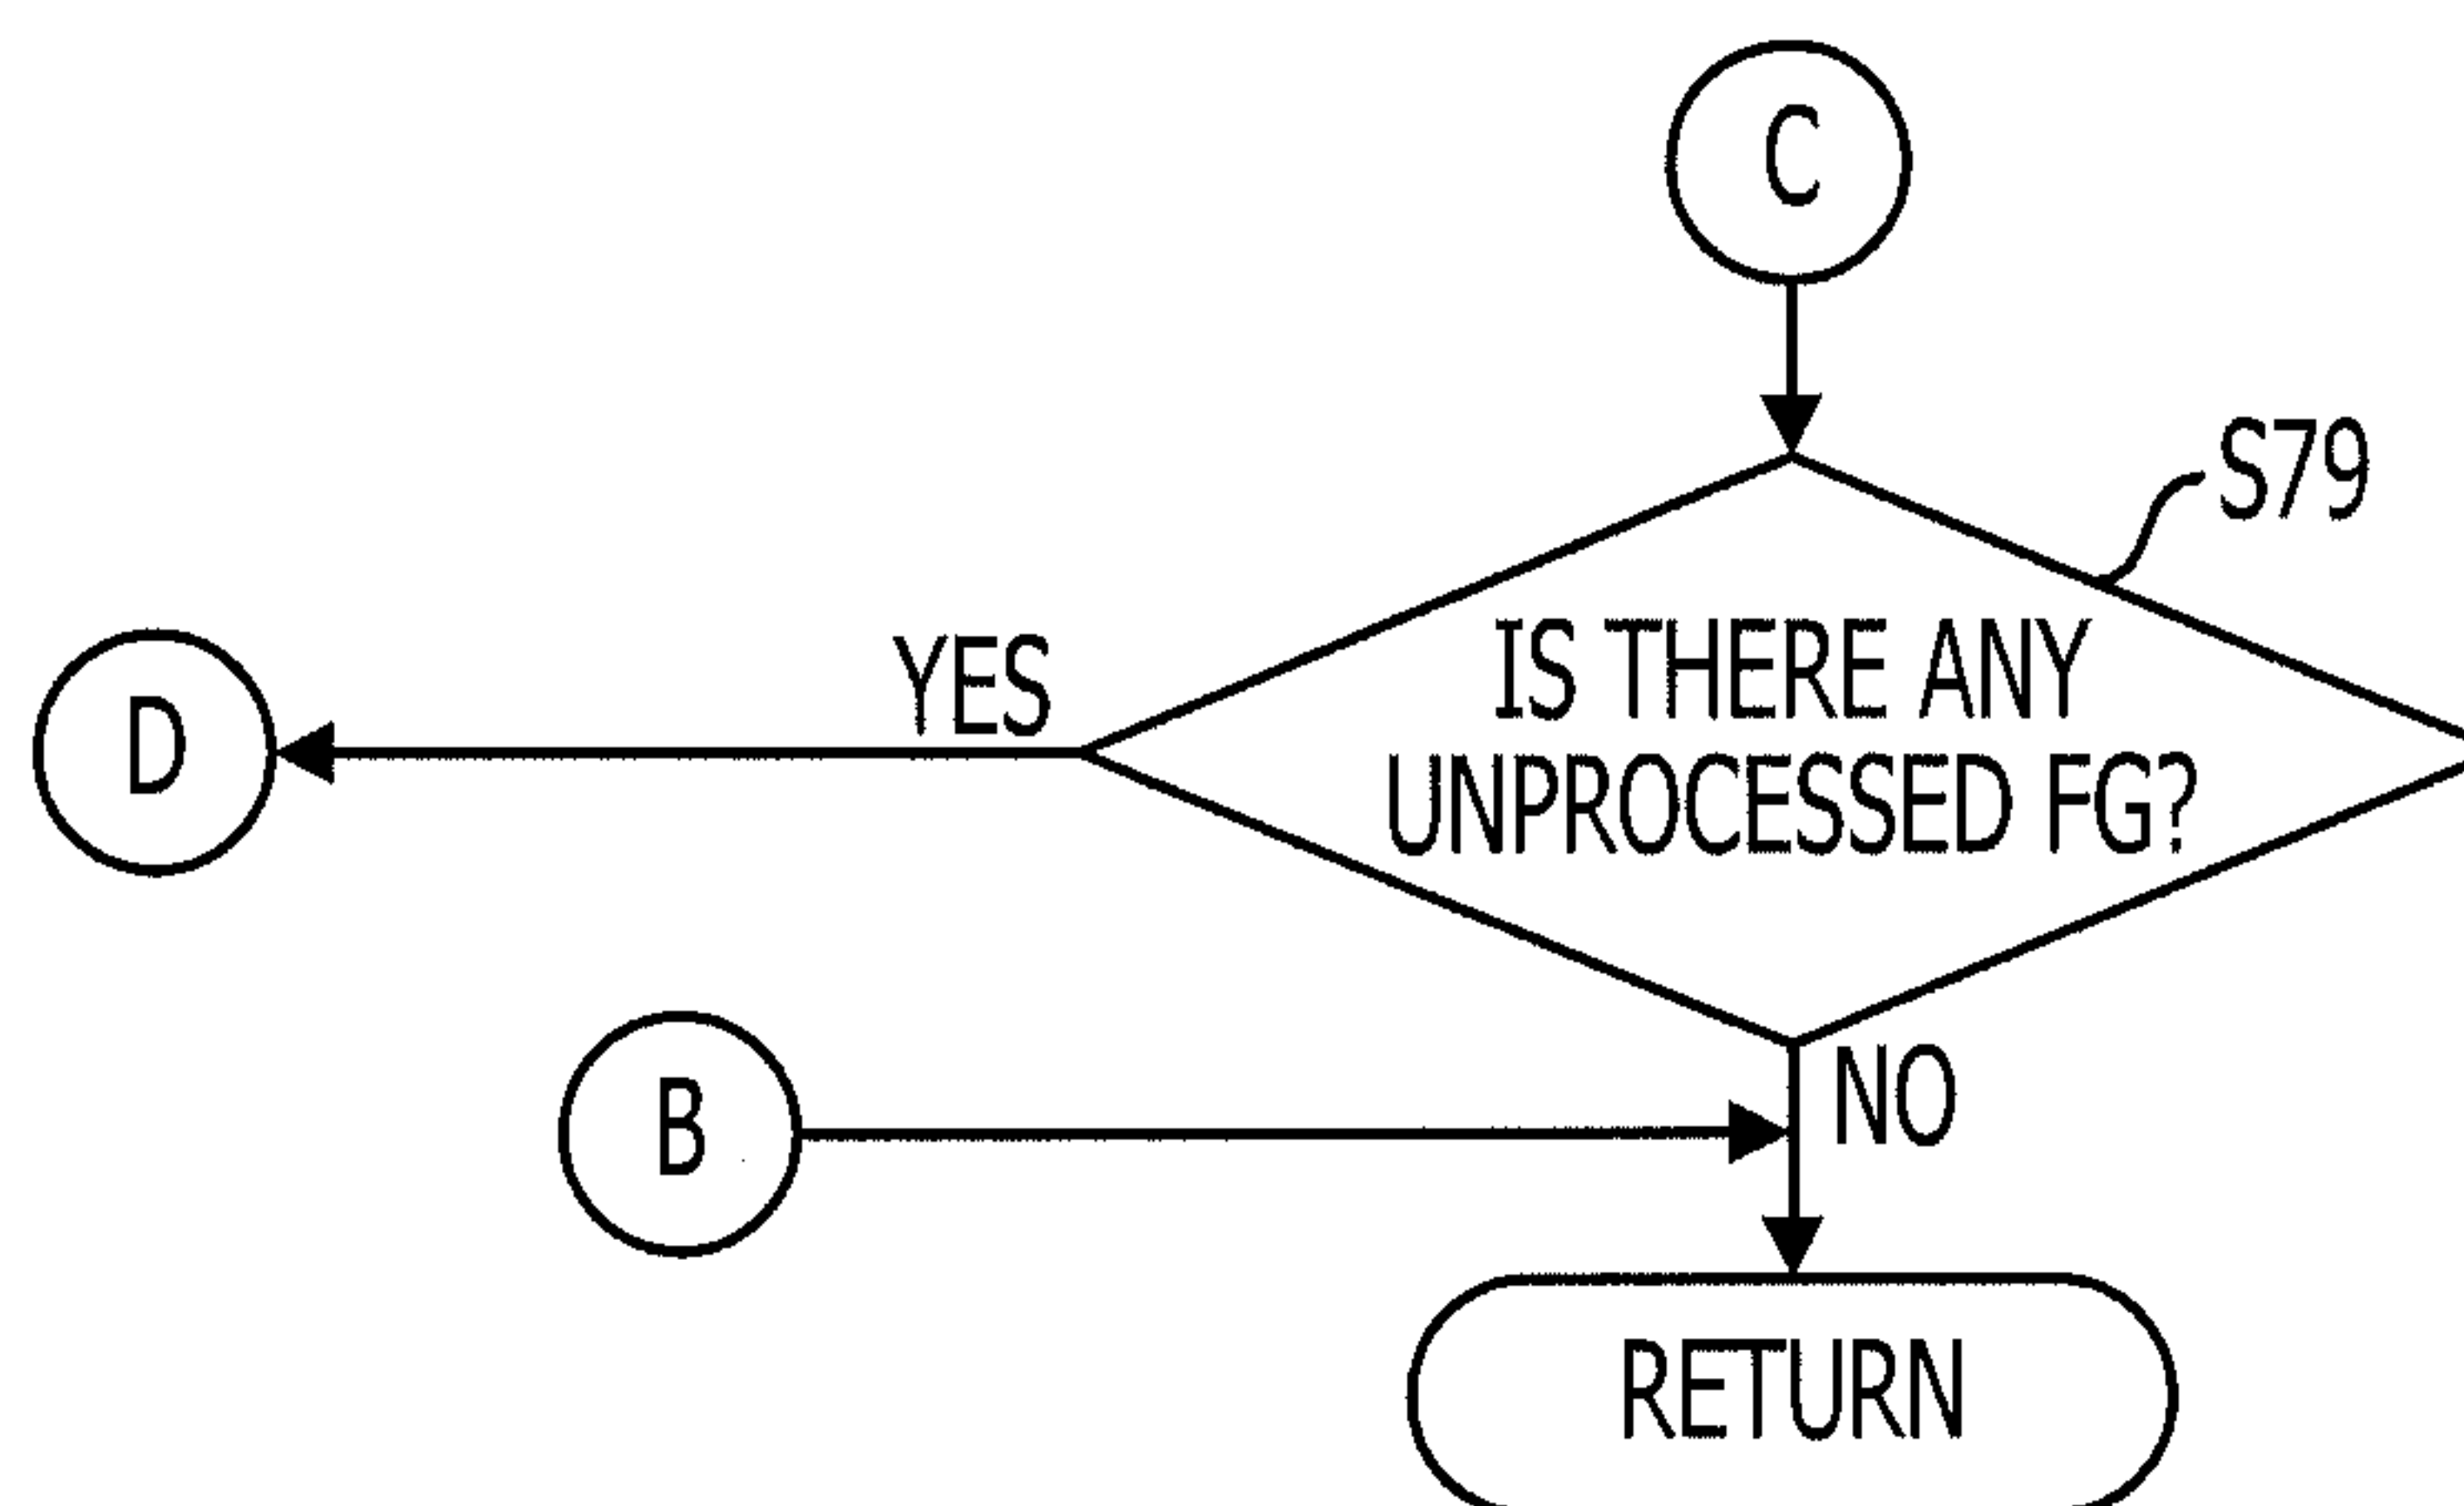 C
S79
IS THERE ANY
UNPROCESSED FG?
YES
D
NO
B
RETURN